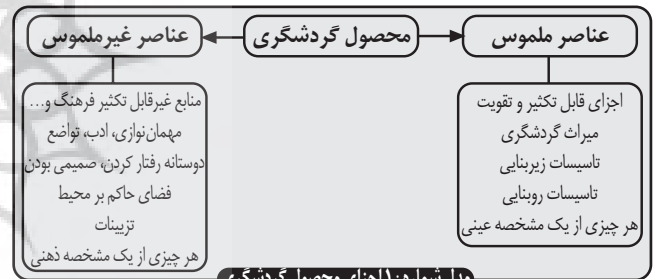 عناصر ملموس
محصول گردشگری
عناصر غیرملموس
اجزای قابل تکثیر و تقویت
میراث گردشگری
تاسیسات زیربنایی
تاسیسات روبنایی
هر چیزی از یک مشخصه عینی
منابع غیرقابل تکثیر فرهنگ و...
مهمان‌نوازی، ادب، تواضع
دوستانه رفتار کردن، صمیمی بودن
فضای حاکم بر محیط
تزیینات
هر چیزی از یک مشخصه ذهنی
محصول گردشگری